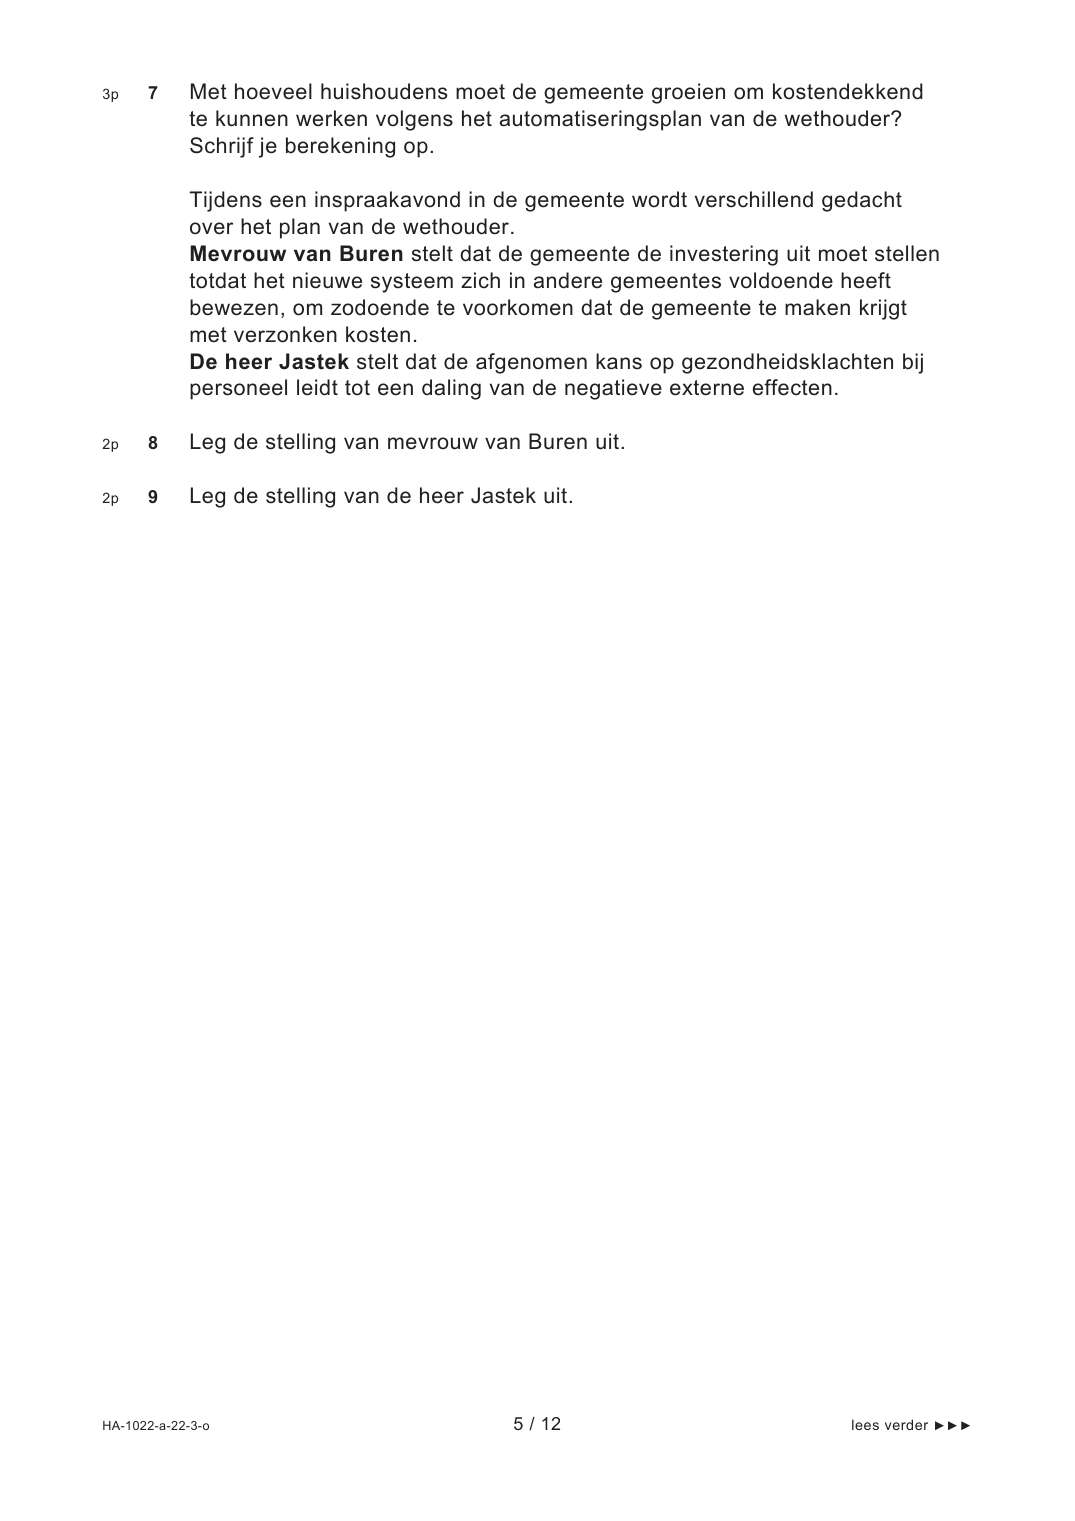 3p 7 Met hoeveel huishoudens moet de gemeente groeien om kostendekkend
te kunnen werken volgens het automatiseringsplan van de wethouder?
Schrijf je berekening op.
Tijdens een inspraakavond in de gemeente wordt verschillend gedacht
over het plan van de wethouder.
Mevrouw van Buren stelt dat de gemeente de investering uit moet stellen
totdat het nieuwe systeem zich in andere gemeentes voldoende heeft
bewezen, om zodoende te voorkomen dat de gemeente te maken krijgt
met verzonken kosten.
De heer Jastek stelt dat de afgenomen kans op gezondheidsklachten bij
personeel leidt tot een daling van de negatieve externe effecten.
2p 8 Leg de stelling van mevrouw van Buren uit.
2p 9 Leg de stelling van de heer Jastek uit.
HA-1022-a-22-3-o 5 / 12 lees verder ►►►